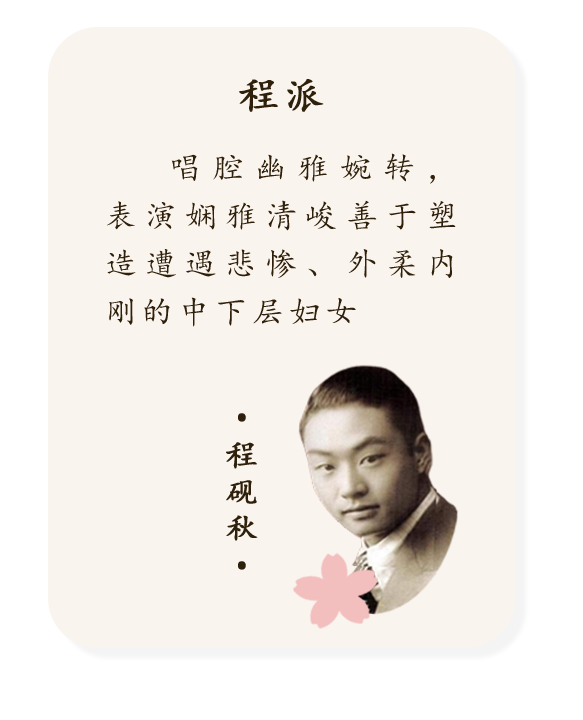 程派
唱腔幽雅婉转，
表演娴雅清峻善于塑
造遭遇悲惨、外柔内
刚的中下层妇女
·程砚秋·